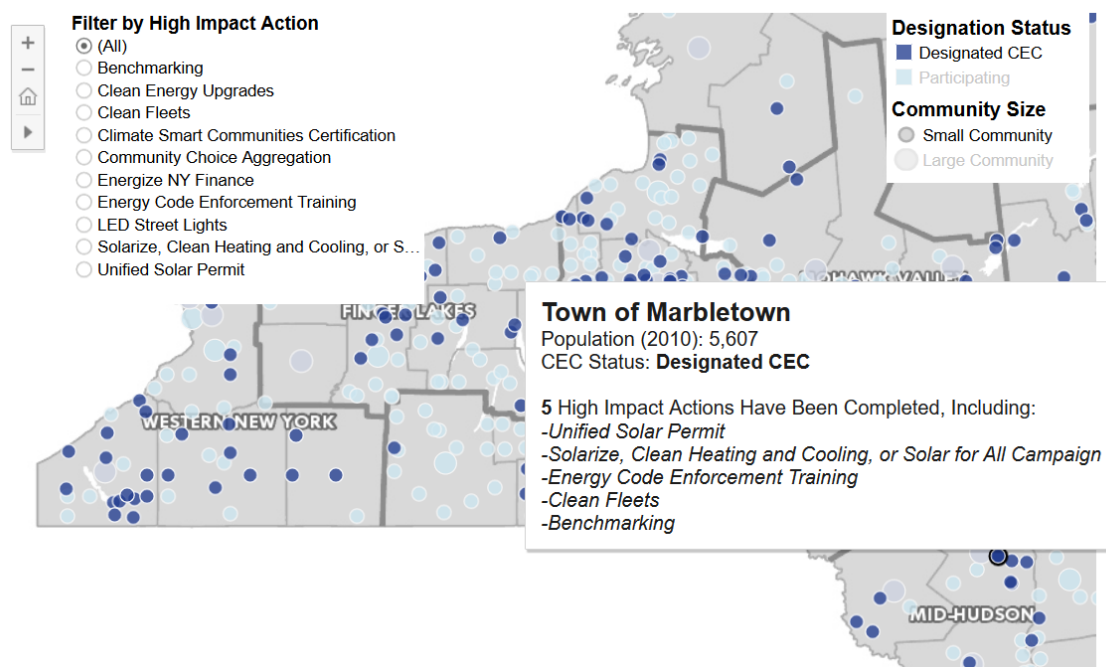 Filter by High Impact Action
(All)
Benchmarking
Clean Energy Upgrades
Clean Fleets
Climate Smart Communities Certification
Community Choice Aggregation
Energize NY Finance
Energy Code Enforcement Training
LED Street Lights
Solarize, Clean Heating and Cooling, or S...
Unified Solar Permit
Designation Status
Designated CEC
Participating
Community Size
Small Community
Large Community
MOHAWK VALLEY
FINGER LAKES
Town of Marbletown
Population (2010): 5,607
CEC Status: Designated CEC
5 High Impact Actions Have Been Completed, Including:
-Unified Solar Permit
-Solarize, Clean Heating and Cooling, or Solar for All Campaign
-Energy Code Enforcement Training
-Clean Fleets
-Benchmarking
WESTERN NEW YORK
MID-HUDSON